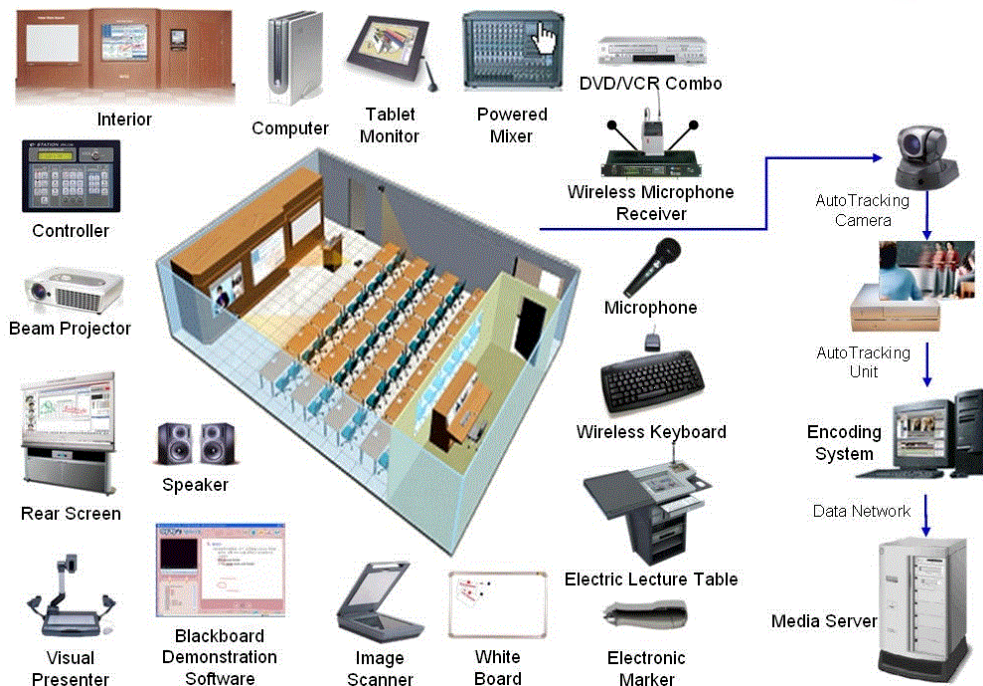 Interior
Computer
Tablet
Monitor
Powered
Mixer
DVD/VCR Combo
Wireless Microphone
Receiver
Controller
AutoTracking
Camera
Beam Projector
Microphone
AutoTracking
Unit
Wireless Keyboard
Encoding
System
Rear Screen
Speaker
Data Network
Electric Lecture Table
Media Server
Visual
Presenter
Blackboard
Demonstration
Software
Image
Scanner
White
Board
Electronic
Marker